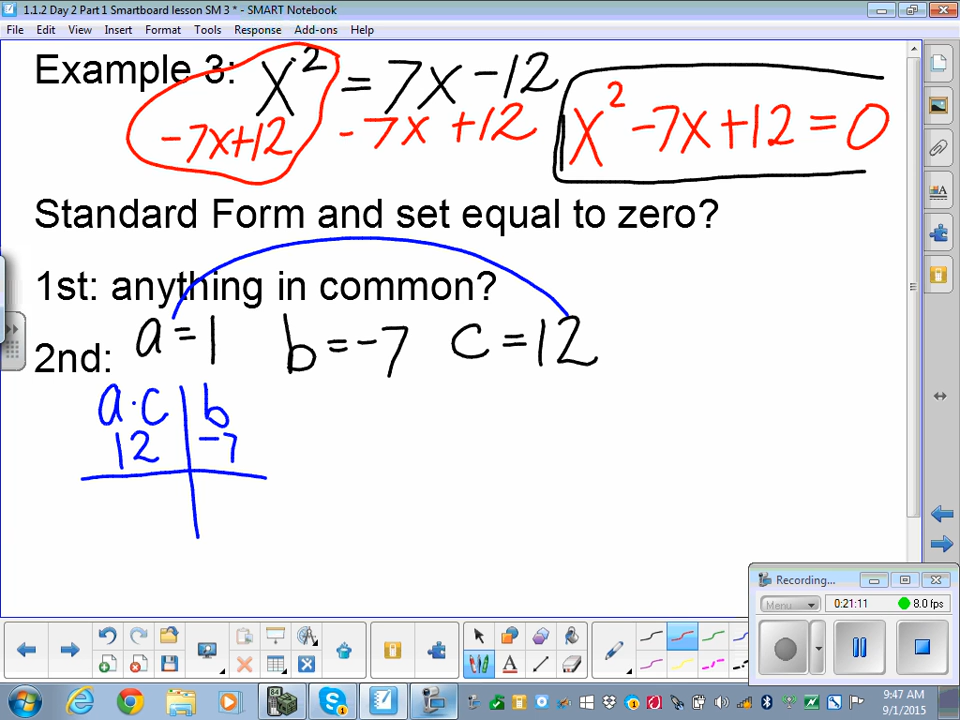 1.1.2 Day 2 Part 1 Smartboard lesson SM 3 * - SMART Notebook
File Edit View Insert Format Tools Response Add-ons Help
Example 3: x² = 7x -12
-7x+12 -7x +12 x² -7x +12 = 0
Standard Form and set equal to zero?
1st: anything in common?
2nd: a = 1 b = -7 c = 12
a·c b
12 -7
Recording...
Menu 0:21:11 8.0 fps
A
84
9:47 AM
9/1/2015